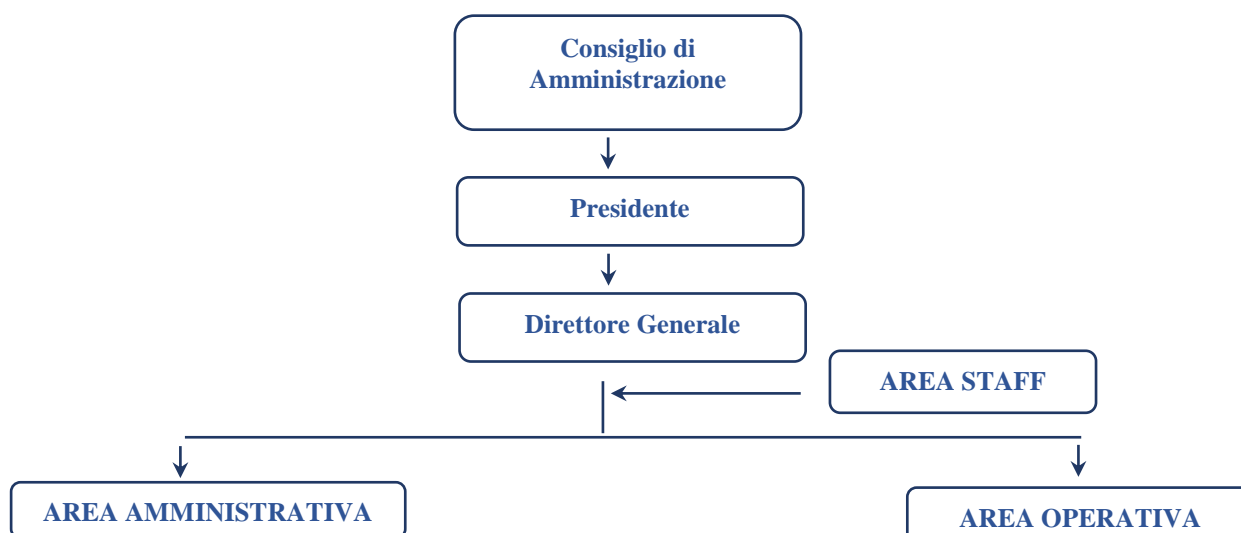 Consiglio di
Amministrazione
Presidente
Direttore Generale
AREA STAFF
AREA AMMINISTRATIVA
AREA OPERATIVA